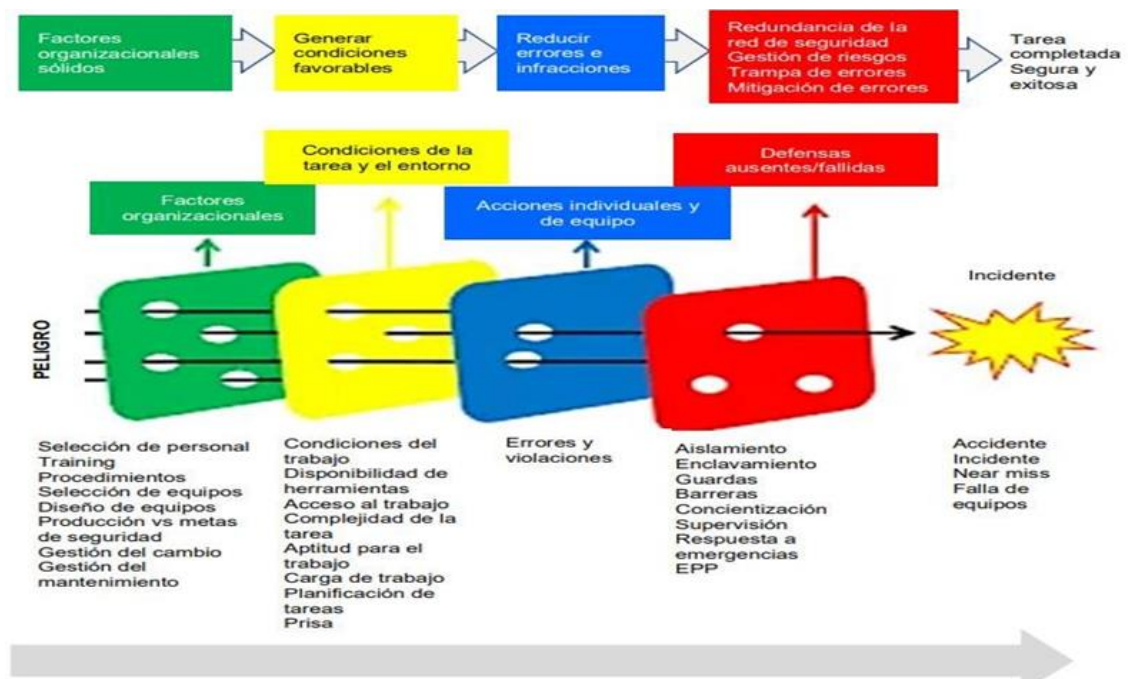 Factores
organizacionales
sólidos
Generar
condiciones
favorables
Reducir
errores e
infracciones
Redundancia de la
red de seguridad
Gestión de riesgos
Trampa de errores
Mitigación de errores
Tarea
completada
Segura y
exitosa
Condiciones de la
tarea y el entorno
Defensas
ausentes/fallidas
Factores
organizacionales
Acciones individuales y
de equipo
Incidente
PELIGRO
Selección de personal
Training
Procedimientos
Selección de equipos
Diseño de equipos
Producción vs metas
de seguridad
Gestión del cambio
Gestión del
mantenimiento
Condiciones del
trabajo
Disponibilidad de
herramientas
Acceso al trabajo
Complejidad de la
tarea
Aptitud para el
trabajo
Carga de trabajo
Planificación de
tareas
Prisa
Errores y
violaciones
Aislamiento
Enclavamiento
Guardas
Barreras
Concientización
Supervisión
Respuesta a
emergencias
EPP
Accidente
Incidente
Near miss
Falla de
equipos